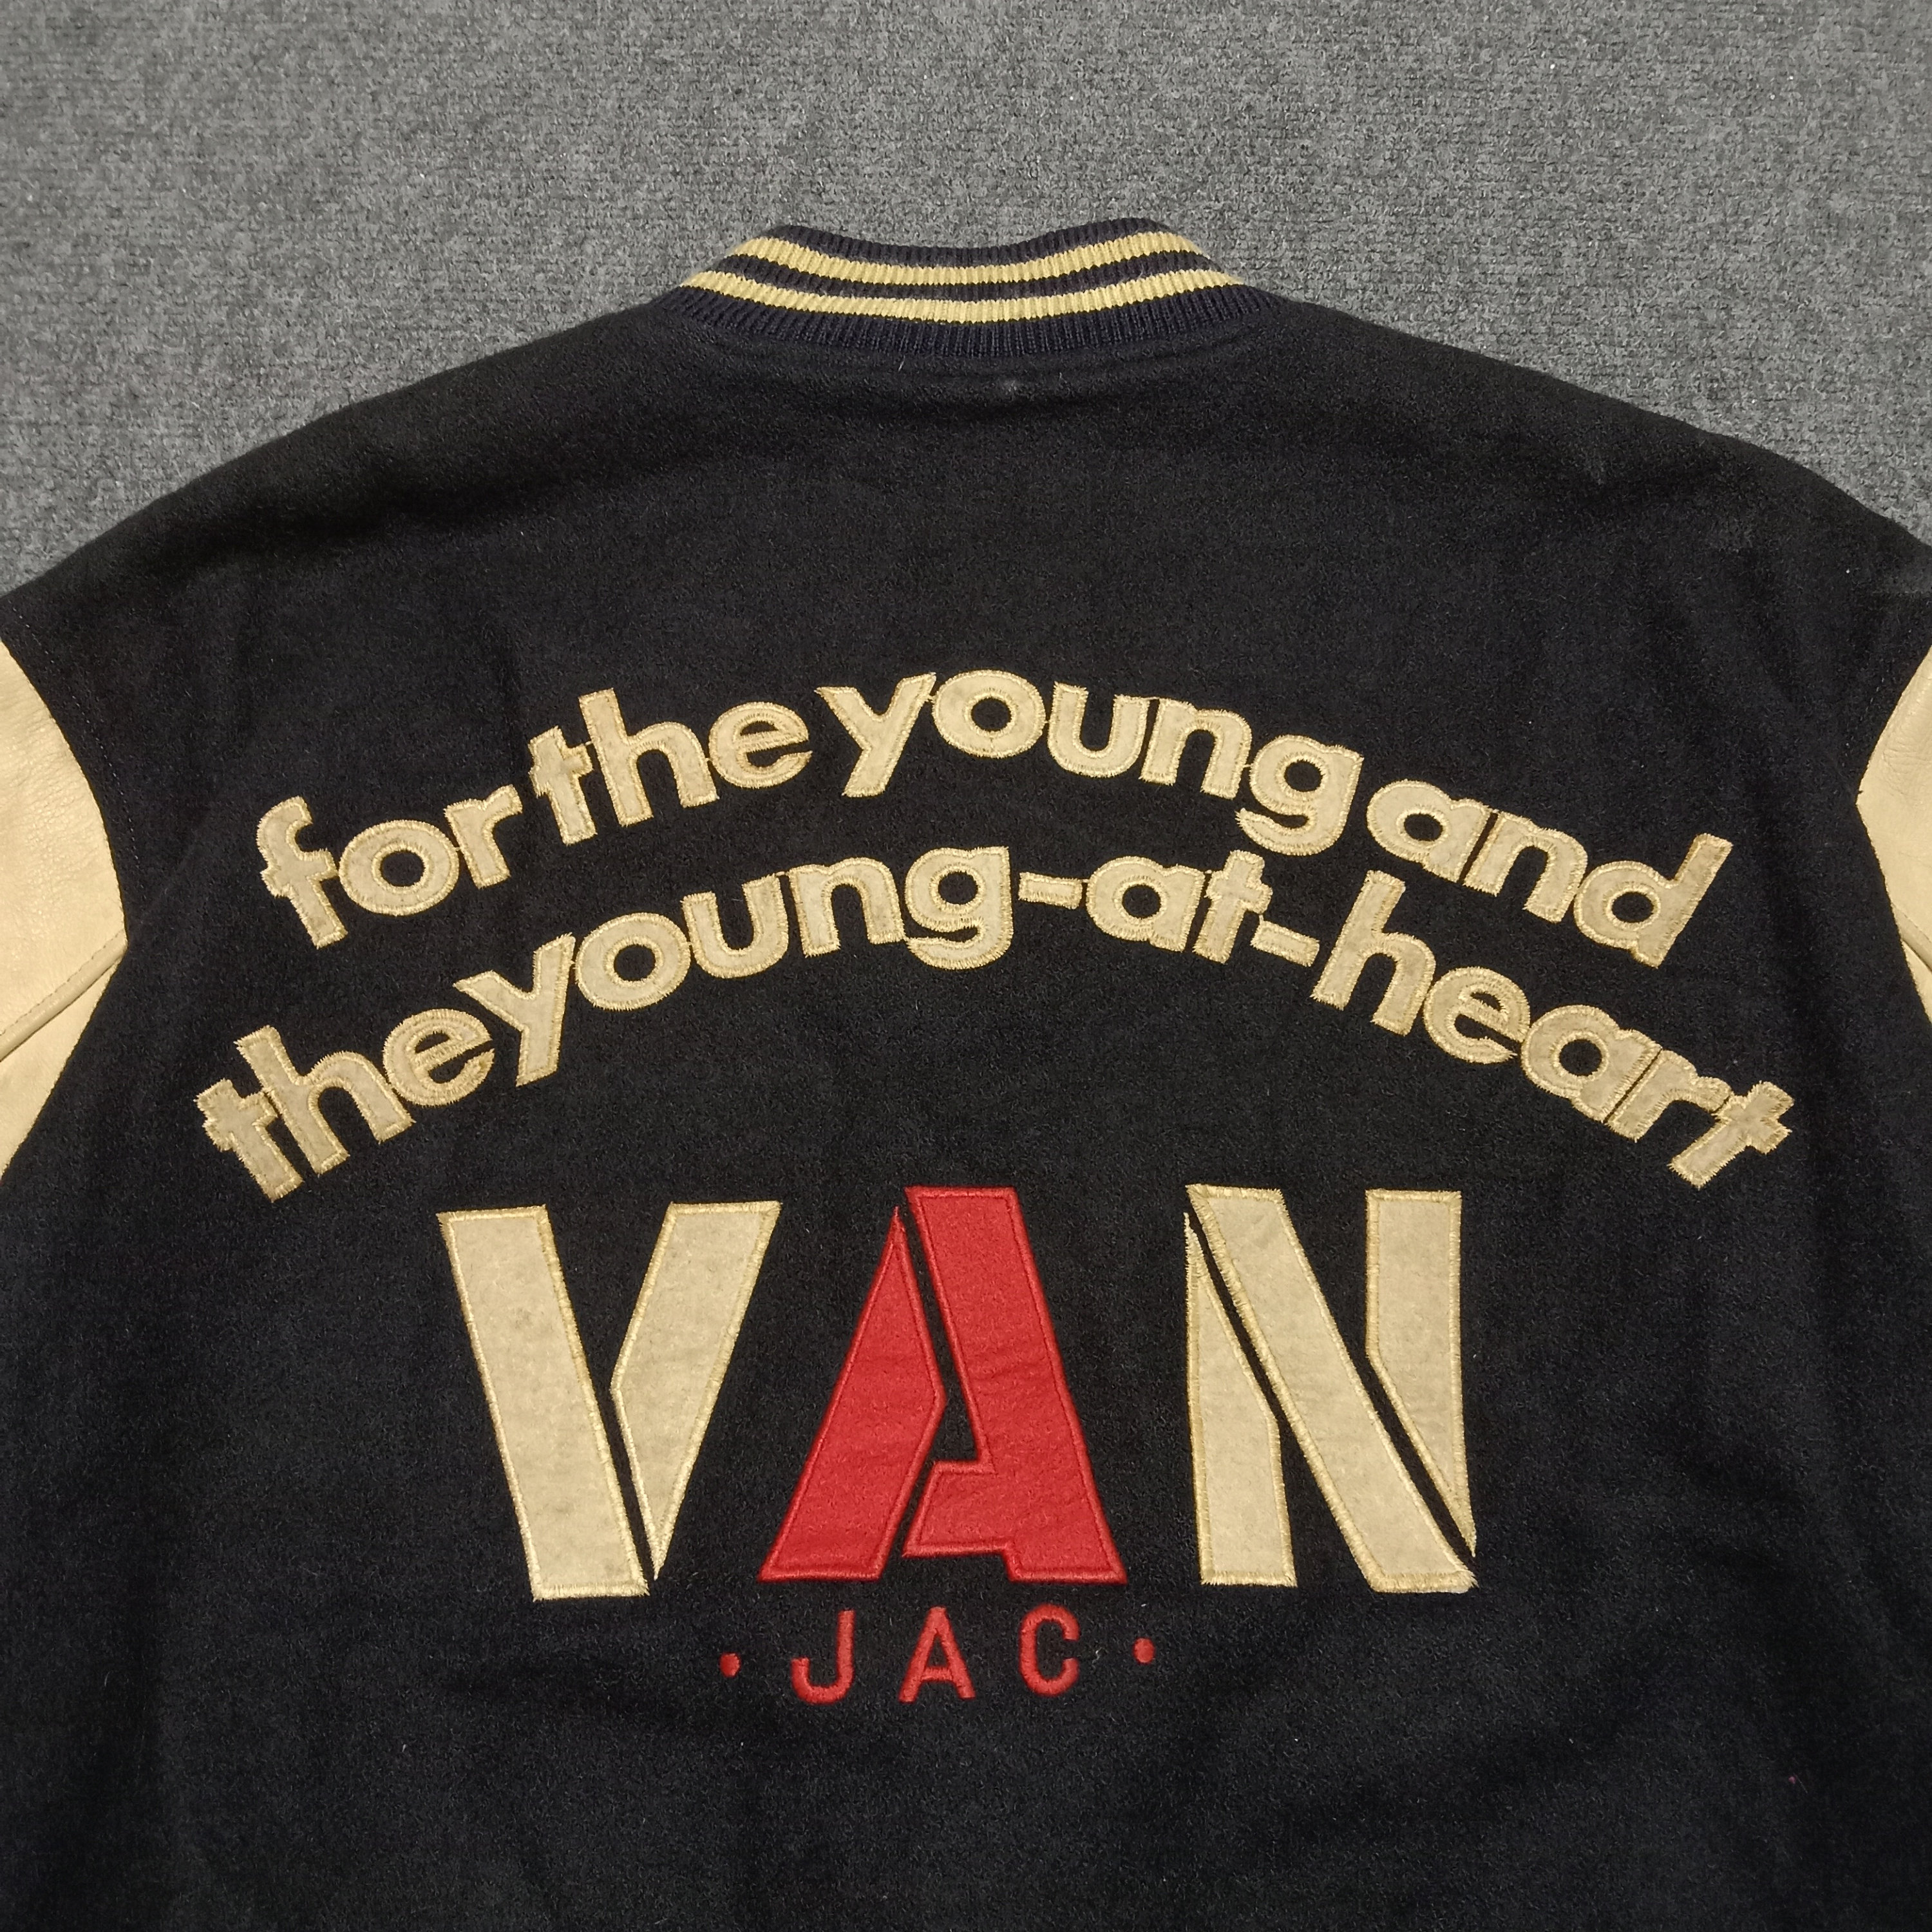 for the young and
the young-at-heart
VAN
·JAC·